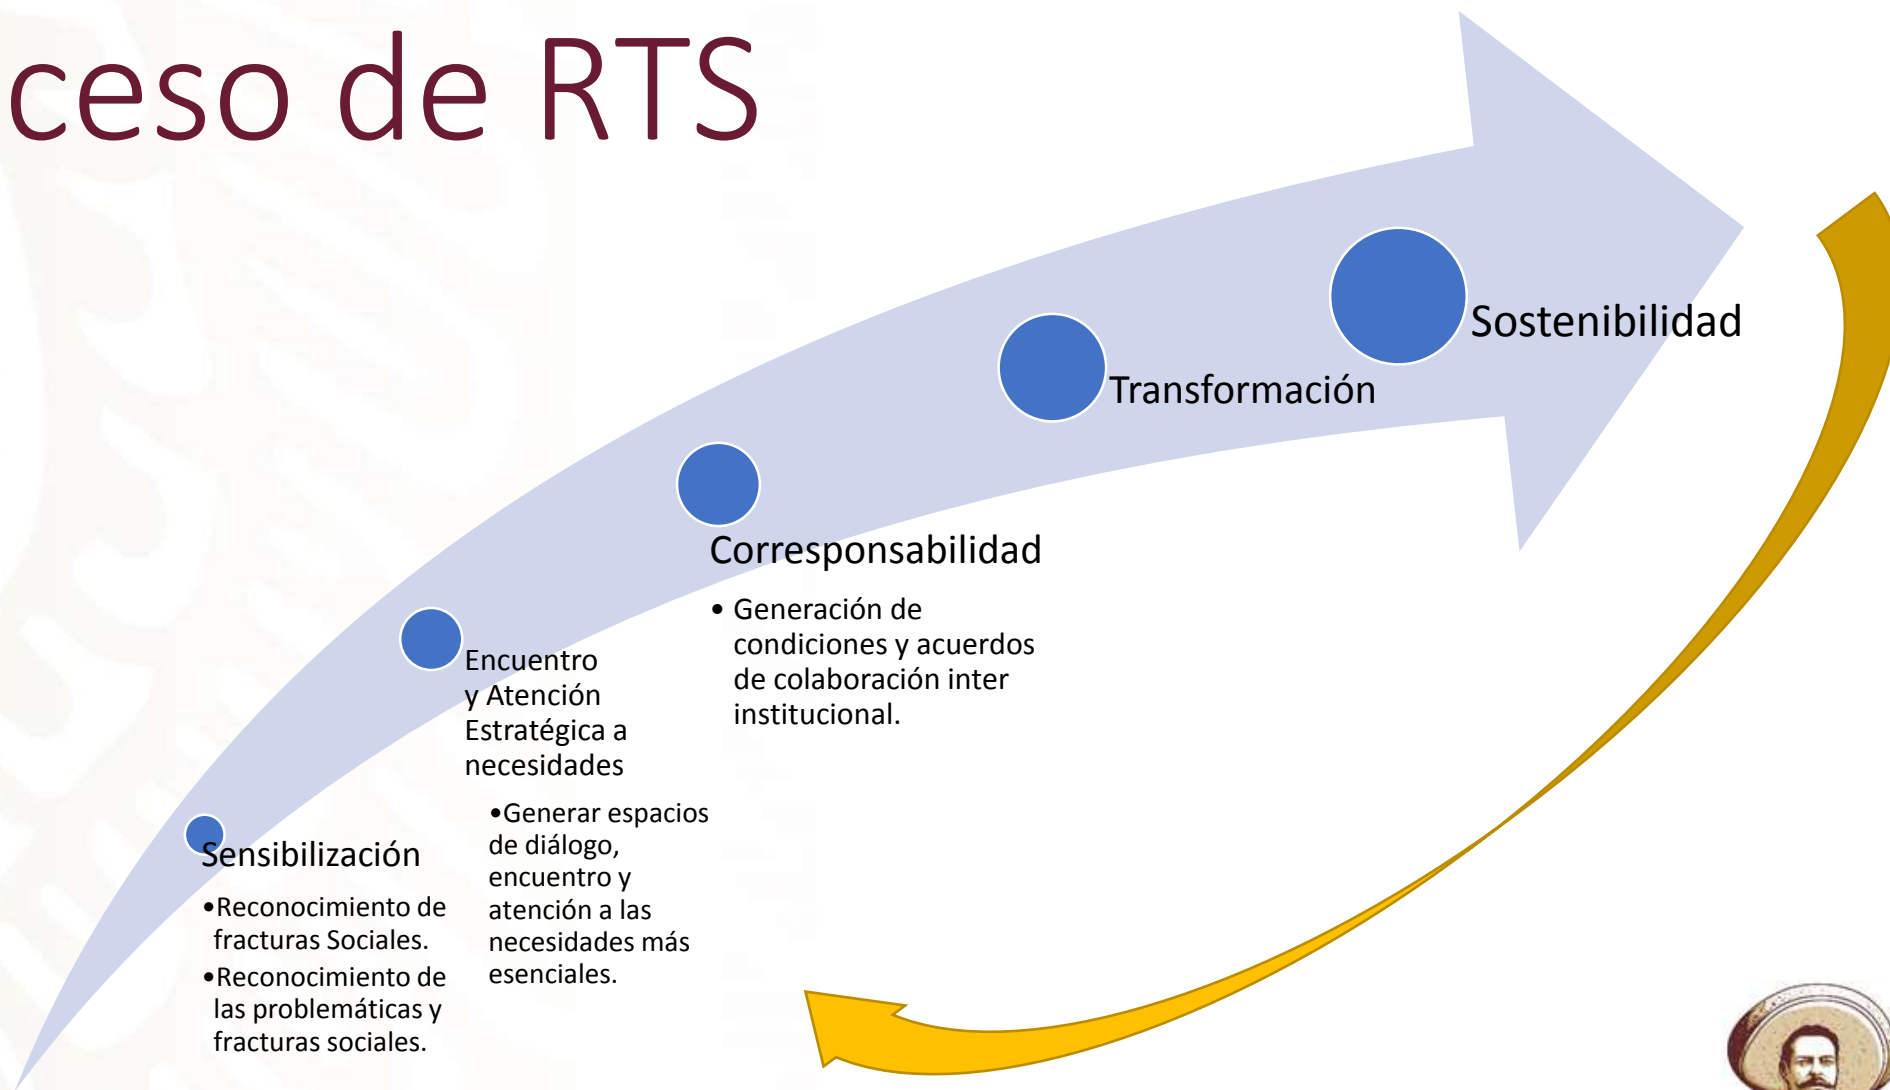 ceso de RTS
Sostenibilidad
Transformación
Corresponsabilidad
• Generación de
condiciones y acuerdos
de colaboración inter
institucional.
Encuentro
y Atención
Estratégica a
necesidades
•Generar espacios
de diálogo,
encuentro y
atención a las
necesidades más
esenciales.
Sensibilización
•Reconocimiento de
fracturas Sociales.
•Reconocimiento de
las problemáticas y
fracturas sociales.